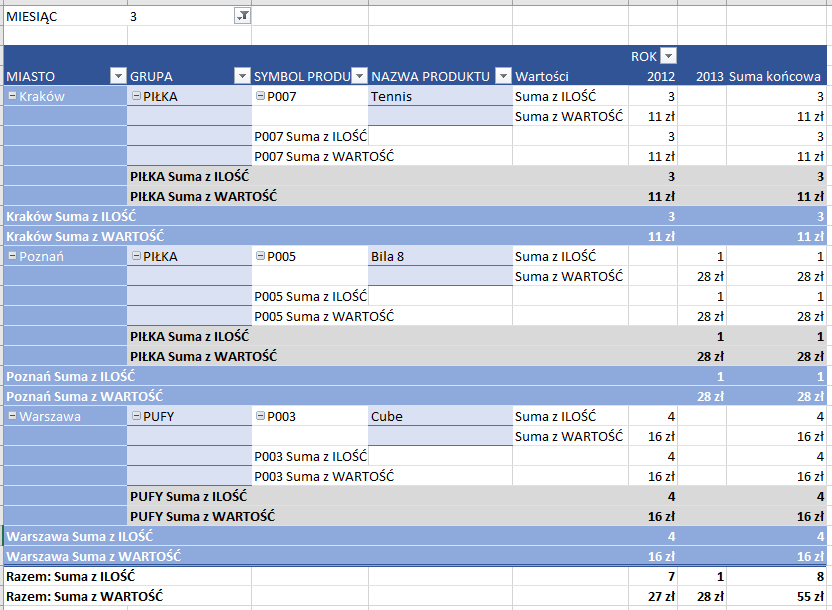 MIESIĄC 3
ROK
MIASTO GRUPA SYMBOL PRODU NAZWA PRODUKTU Wartości 2012 2013 Suma końcowa
Kraków PIŁKA P007 Tennis Suma z ILOŚĆ 3 3
Suma z WARTOŚĆ 11 zł 11 zł
P007 Suma z ILOŚĆ 3 3
P007 Suma z WARTOŚĆ 11 zł 11 zł
PIŁKA Suma z ILOŚĆ 3 3
PIŁKA Suma z WARTOŚĆ 11 zł 11 zł
Kraków Suma z ILOŚĆ 3 3
Kraków Suma z WARTOŚĆ 11 zł 11 zł
Poznań PIŁKA P005 Bila 8 Suma z ILOŚĆ 1 1
Suma z WARTOŚĆ 28 zł 28 zł
P005 Suma z ILOŚĆ 1 1
P005 Suma z WARTOŚĆ 28 zł 28 zł
PIŁKA Suma z ILOŚĆ 1 1
PIŁKA Suma z WARTOŚĆ 28 zł 28 zł
Poznań Suma z ILOŚĆ 1 1
Poznań Suma z WARTOŚĆ 28 zł 28 zł
Warszawa PUFY P003 Cube Suma z ILOŚĆ 4 4
Suma z WARTOŚĆ 16 zł 16 zł
P003 Suma z ILOŚĆ 4 4
P003 Suma z WARTOŚĆ 16 zł 16 zł
PUFY Suma z ILOŚĆ 4 4
PUFY Suma z WARTOŚĆ 16 zł 16 zł
Warszawa Suma z ILOŚĆ 4 4
Warszawa Suma z WARTOŚĆ 16 zł 16 zł
Razem: Suma z ILOŚĆ 7 1 8
Razem: Suma z WARTOŚĆ 27 zł 28 zł 55 zł